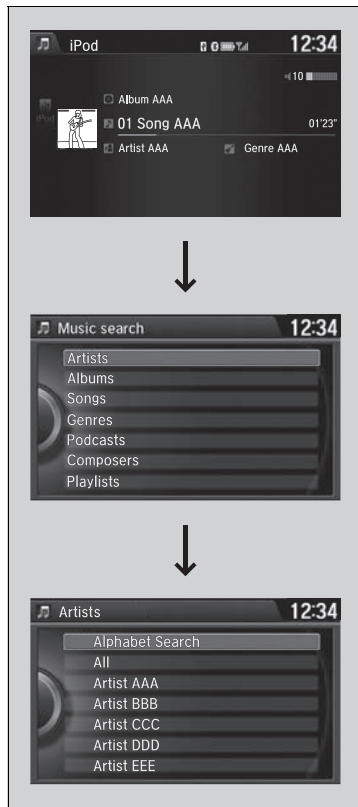 iPod 12:34
10
Album AAA
iPod
01 Song AAA 01'23"
Artist AAA Genre AAA
Music search 12:34
Artists
Albums
Songs
Genres
Podcasts
Composers
Playlists
Artists 12:34
Alphabet Search
All
Artist AAA
Artist BBB
Artist CCC
Artist DDD
Artist EEE